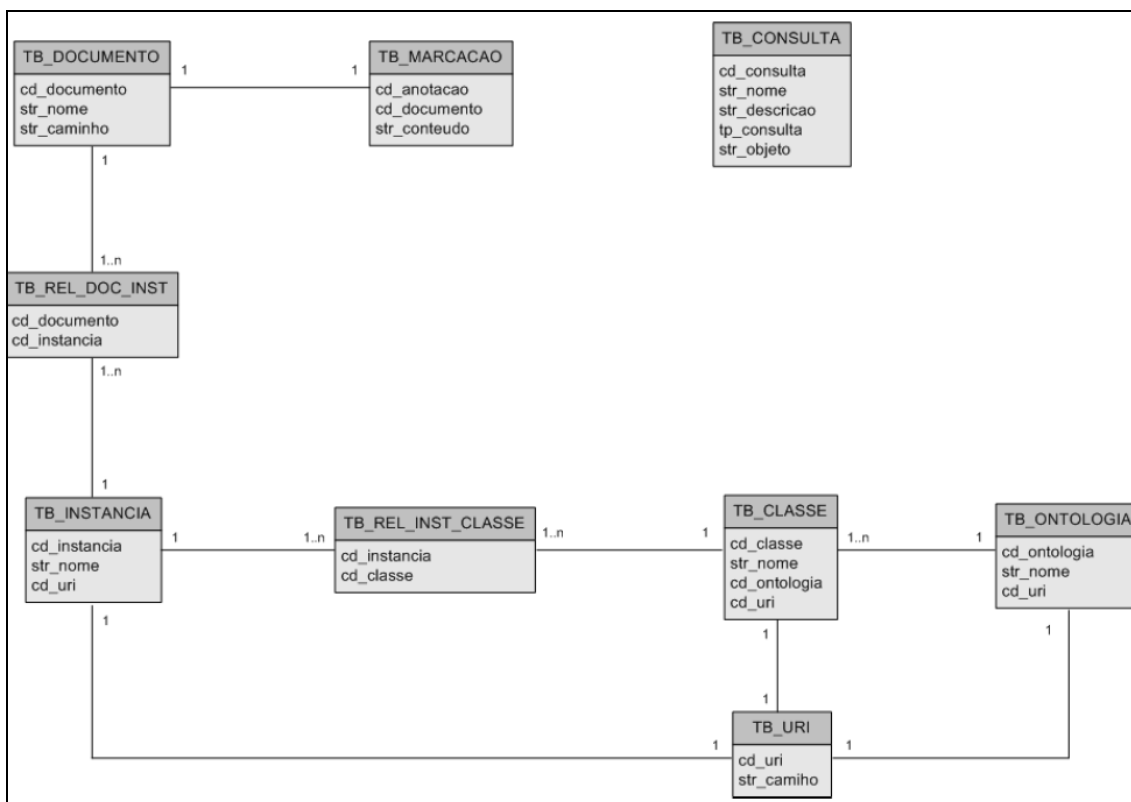 TB_DOCUMENTO
cd_documento
str_nome
str_caminho
1
1
TB_MARCACAO
cd_anotacao
cd_documento
str_conteudo
TB_CONSULTA
cd_consulta
str_nome
str_descricao
tp_consulta
str_objeto
1
1..n
TB_REL_DOC_INST
cd_documento
cd_instancia
1..n
1
TB_INSTANCIA
cd_instancia
str_nome
cd_uri
1
1..n
TB_REL_INST_CLASSE
cd_instancia
cd_classe
1..n
1
TB_CLASSE
cd_classe
str_nome
cd_ontologia
cd_uri
1..n
1
TB_ONTOLOGIA
cd_ontologia
str_nome
cd_uri
1
1
1
1
TB_URI
cd_uri
str_camiho
1
1